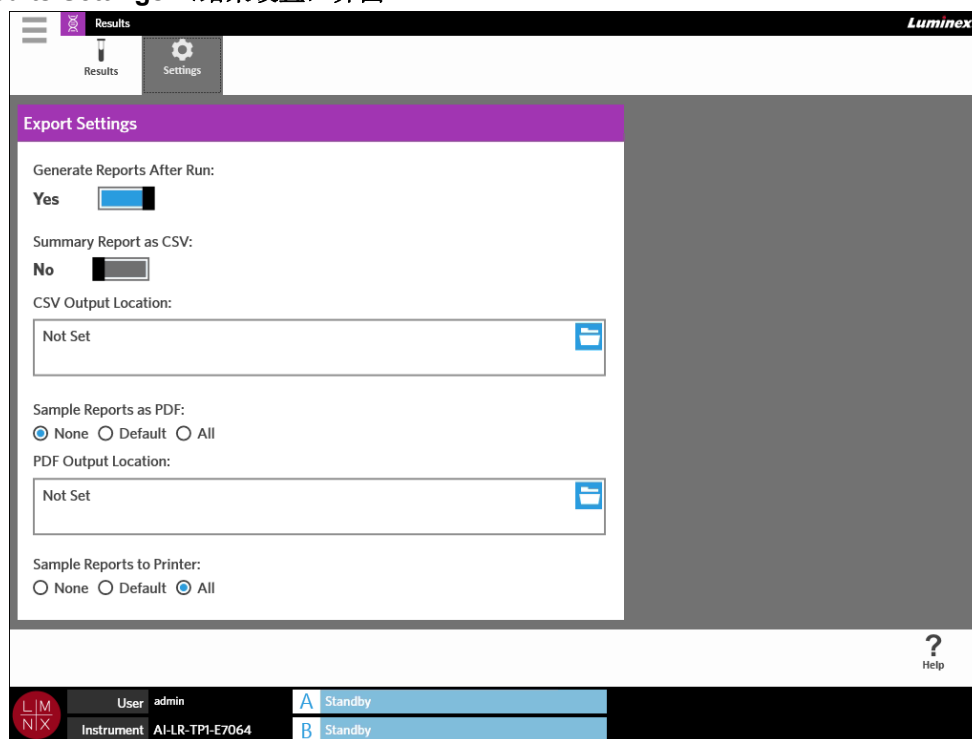 Results
Luminex
Results
Settings
Export Settings
Generate Reports After Run:
Yes
Summary Report as CSV:
No
CSV Output Location:
Not Set
Sample Reports as PDF:
None Default All
PDF Output Location:
Not Set
Sample Reports to Printer:
None Default All
? Help
L M N X
User admin A Standby
Instrument AI-LR-TP1-E7064 B Standby